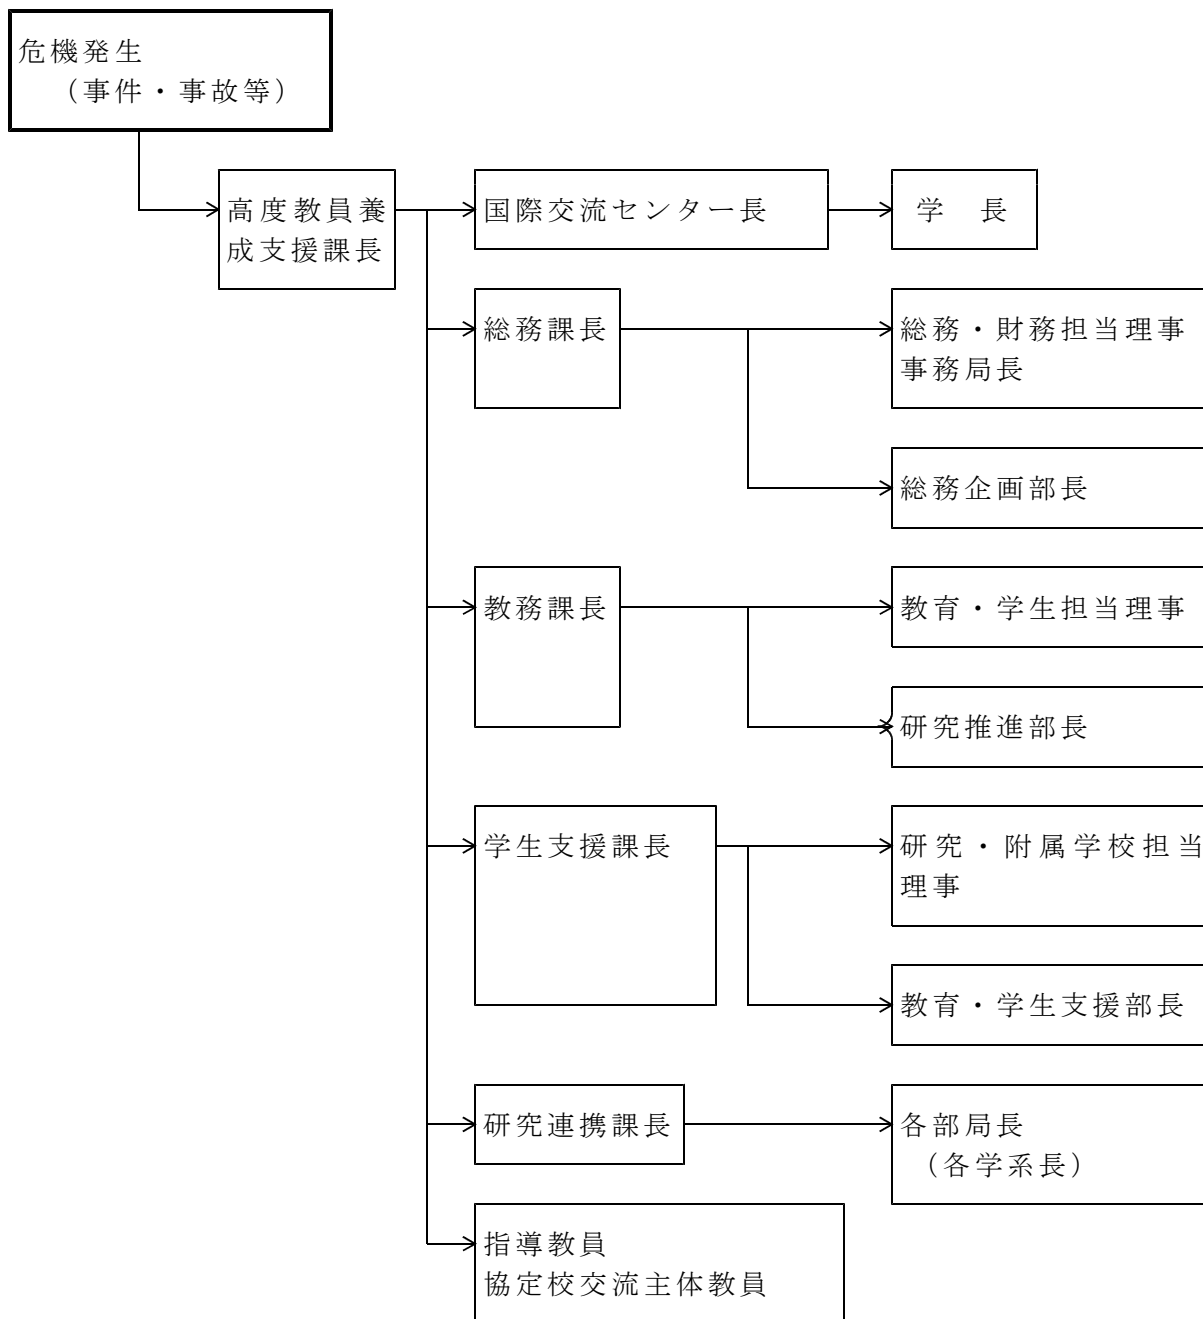 危機発生
（事件・事故等）
高度教員養
成支援課長
国際交流センター長
学　長
総務課長
総務・財務担当理事
事務局長
総務企画部長
教務課長
教育・学生担当理事
研究推進部長
学生支援課長
研究・附属学校担当
理事
教育・学生支援部長
研究連携課長
各部局長
（各学系長）
指導教員
協定校交流主体教員